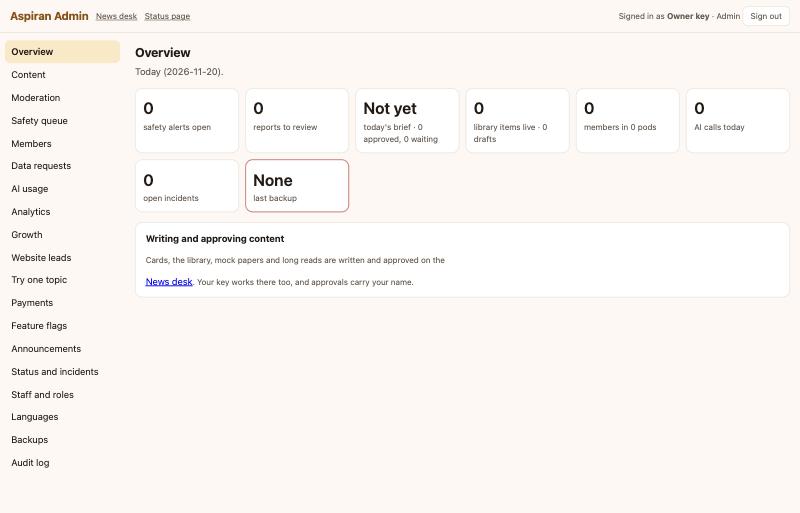 Aspiran Admin News desk Status page Signed in as Owner key · Admin Sign out
Overview
Content
Moderation
Safety queue
Members
Data requests
AI usage
Analytics
Growth
Website leads
Try one topic
Payments
Feature flags
Announcements
Status and incidents
Staff and roles
Languages
Backups
Audit log
Overview
Today (2026-11-20).
0
safety alerts open
0
reports to review
Not yet
today's brief · 0
approved, 0 waiting
0
library items live · 0
drafts
0
members in 0 pods
0
AI calls today
0
open incidents
None
last backup
Writing and approving content
Cards, the library, mock papers and long reads are written and approved on the
News desk. Your key works there too, and approvals carry your name.